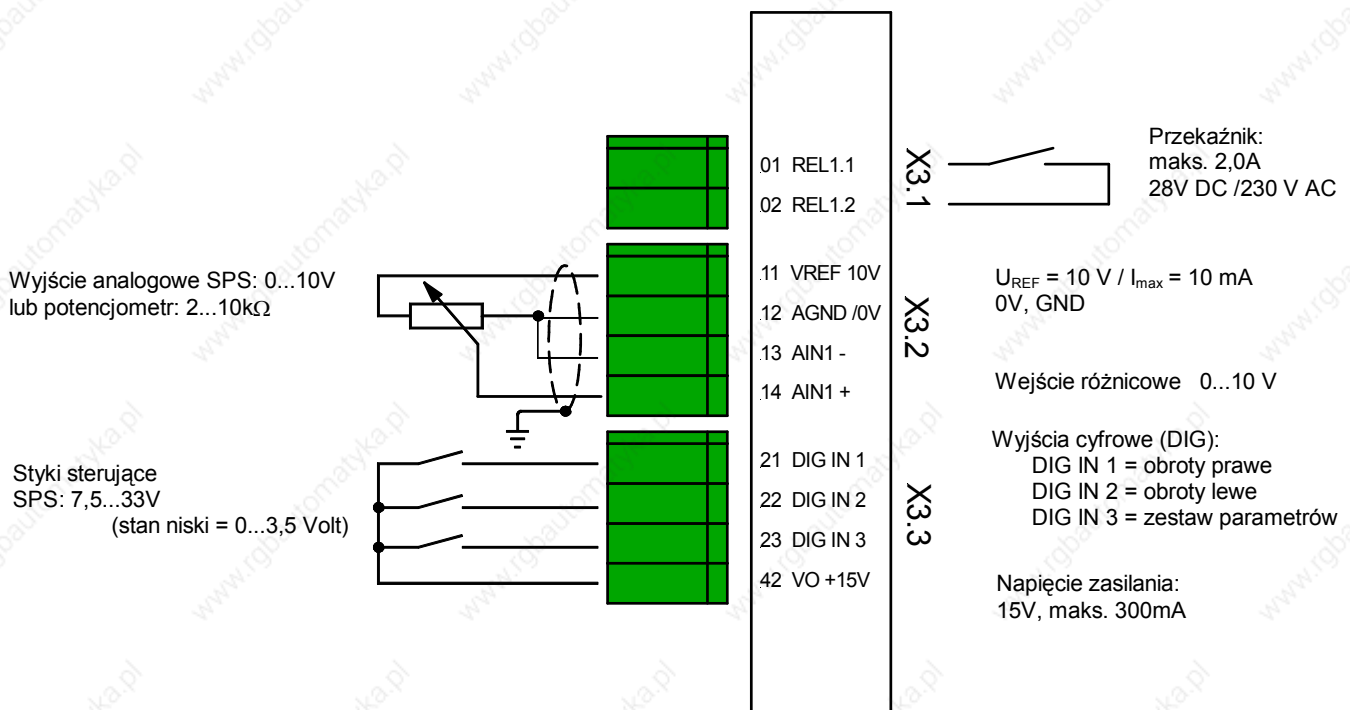 Wyjście analogowe SPS: 0...10V
lub potencjometr: 2...10kΩ
Styki sterujące
SPS: 7,5...33V
(stan niski = 0...3,5 Volt)
01 REL1.1
02 REL1.2
11 VREF 10V
12 AGND /0V
13 AIN1 -
14 AIN1 +
21 DIG IN 1
22 DIG IN 2
23 DIG IN 3
42 VO +15V
X3.1
X3.2
X3.3
Przekaźnik:
maks. 2,0A
28V DC /230 V AC
UREF = 10 V / Imax = 10 mA
0V, GND
Wejście różnicowe 0...10 V
Wyjścia cyfrowe (DIG):
DIG IN 1 = obroty prawe
DIG IN 2 = obroty lewe
DIG IN 3 = zestaw parametrów
Napięcie zasilania:
15V, maks. 300mA
www.rgbautomatyka.pl